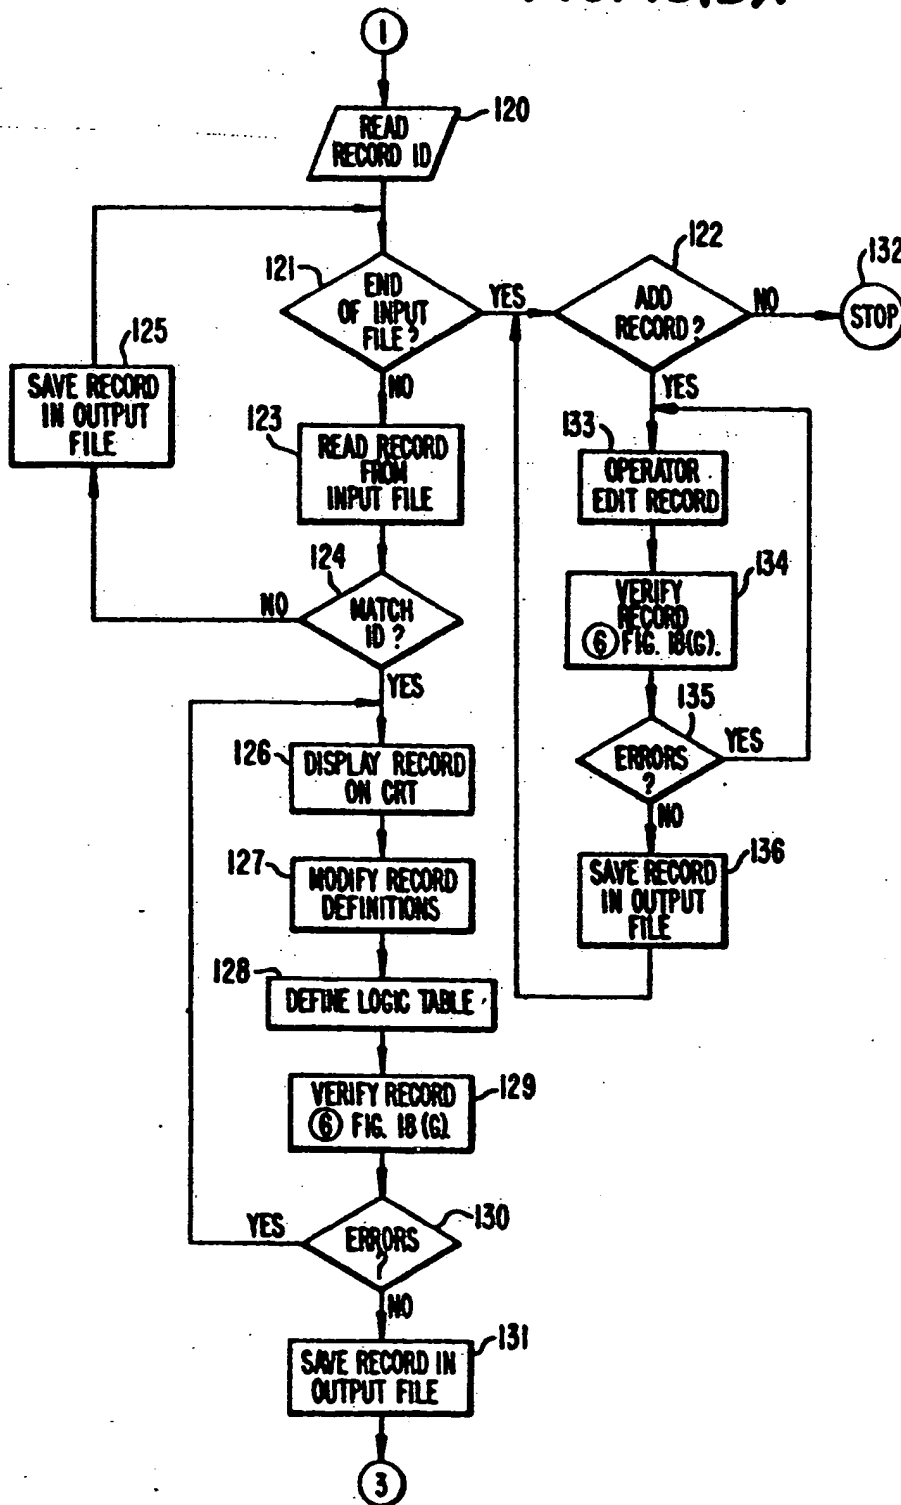 1
120
READ
RECORD ID
121
END
OF INPUT
FILE?
YES
122
ADD
RECORD?
NO
132
STOP
125
SAVE RECORD
IN OUTPUT
FILE
NO
YES
123
READ RECORD
FROM
INPUT FILE
133
OPERATOR
EDIT RECORD
124
MATCH
ID?
NO
YES
134
VERIFY
RECORD
6 FIG. 18(G).
135
ERRORS
?
YES
NO
126
DISPLAY RECORD
ON CRT
136
SAVE RECORD
IN OUTPUT
FILE
127
MODIFY RECORD
DEFINITIONS
128
DEFINE LOGIC TABLE
129
VERIFY RECORD
6 FIG. 18(G)
130
ERRORS
?
YES
NO
131
SAVE RECORD IN
OUTPUT FILE
3